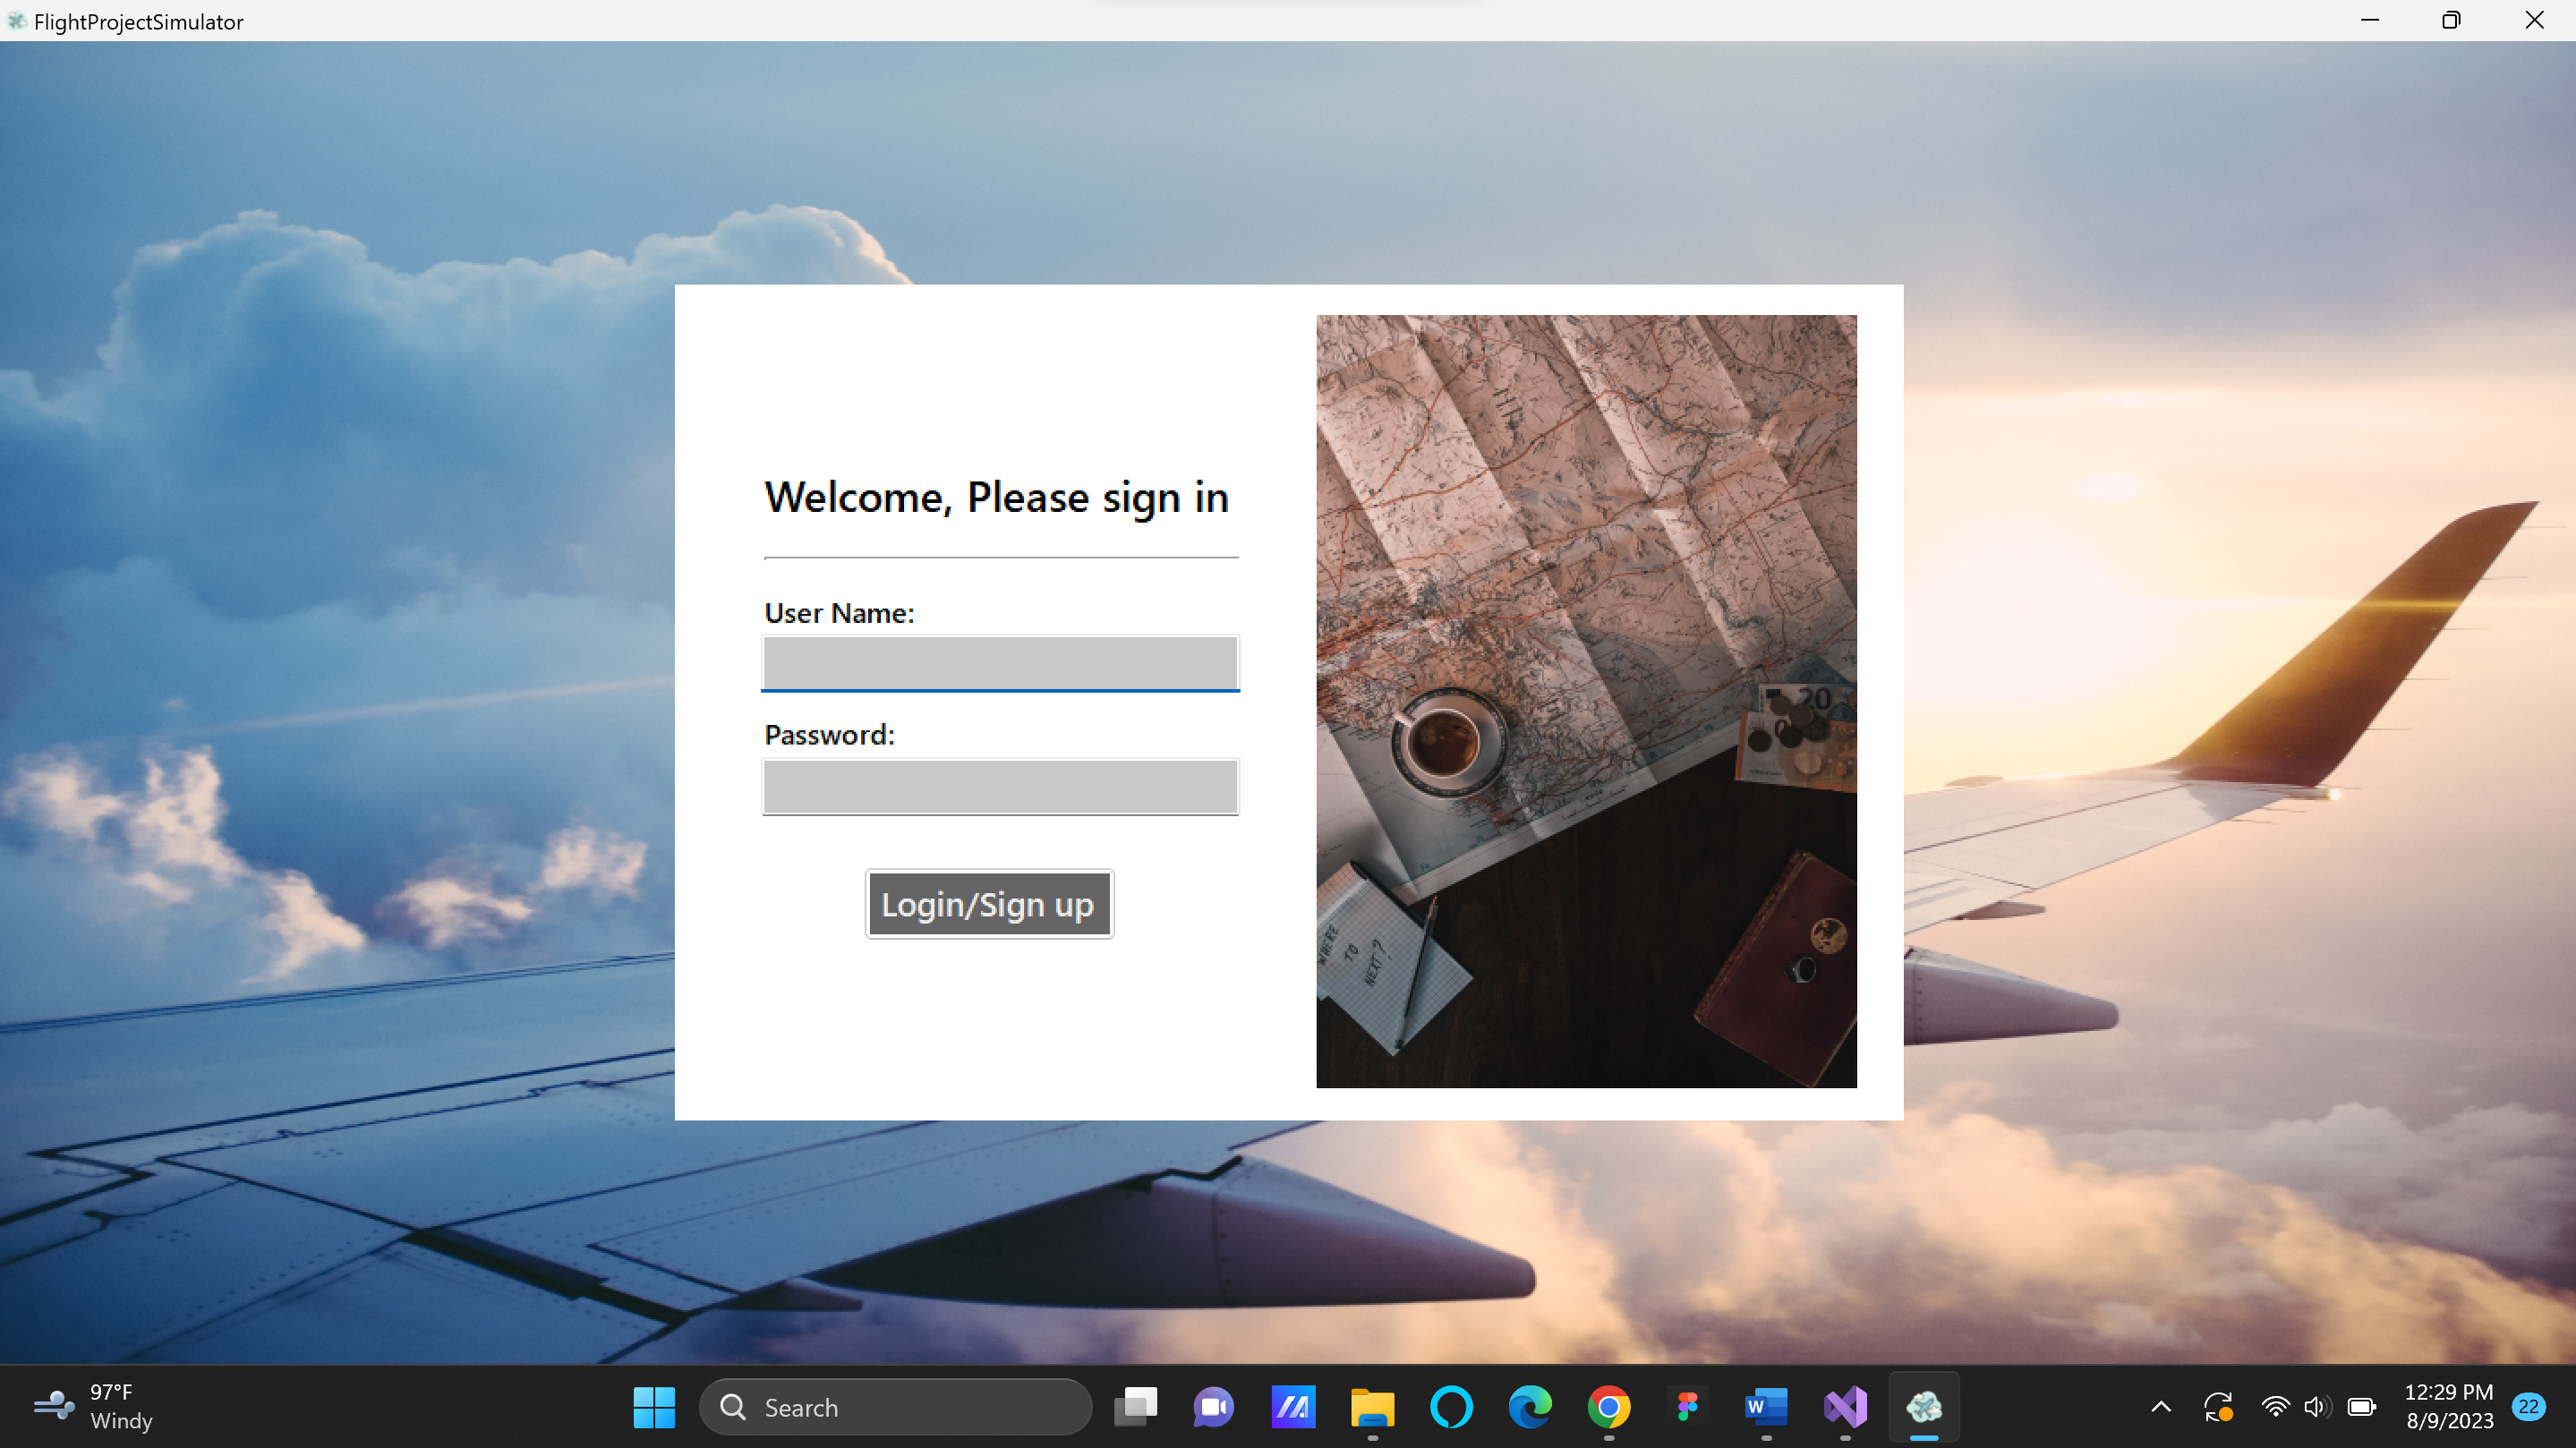 FlightProjectSimulator
Welcome, Please sign in
User Name:
Password:
Login/Sign up
20
WHERE
TO
NEXT?
97°F
Windy
Search
W
12:29 PM
8/9/2023
22